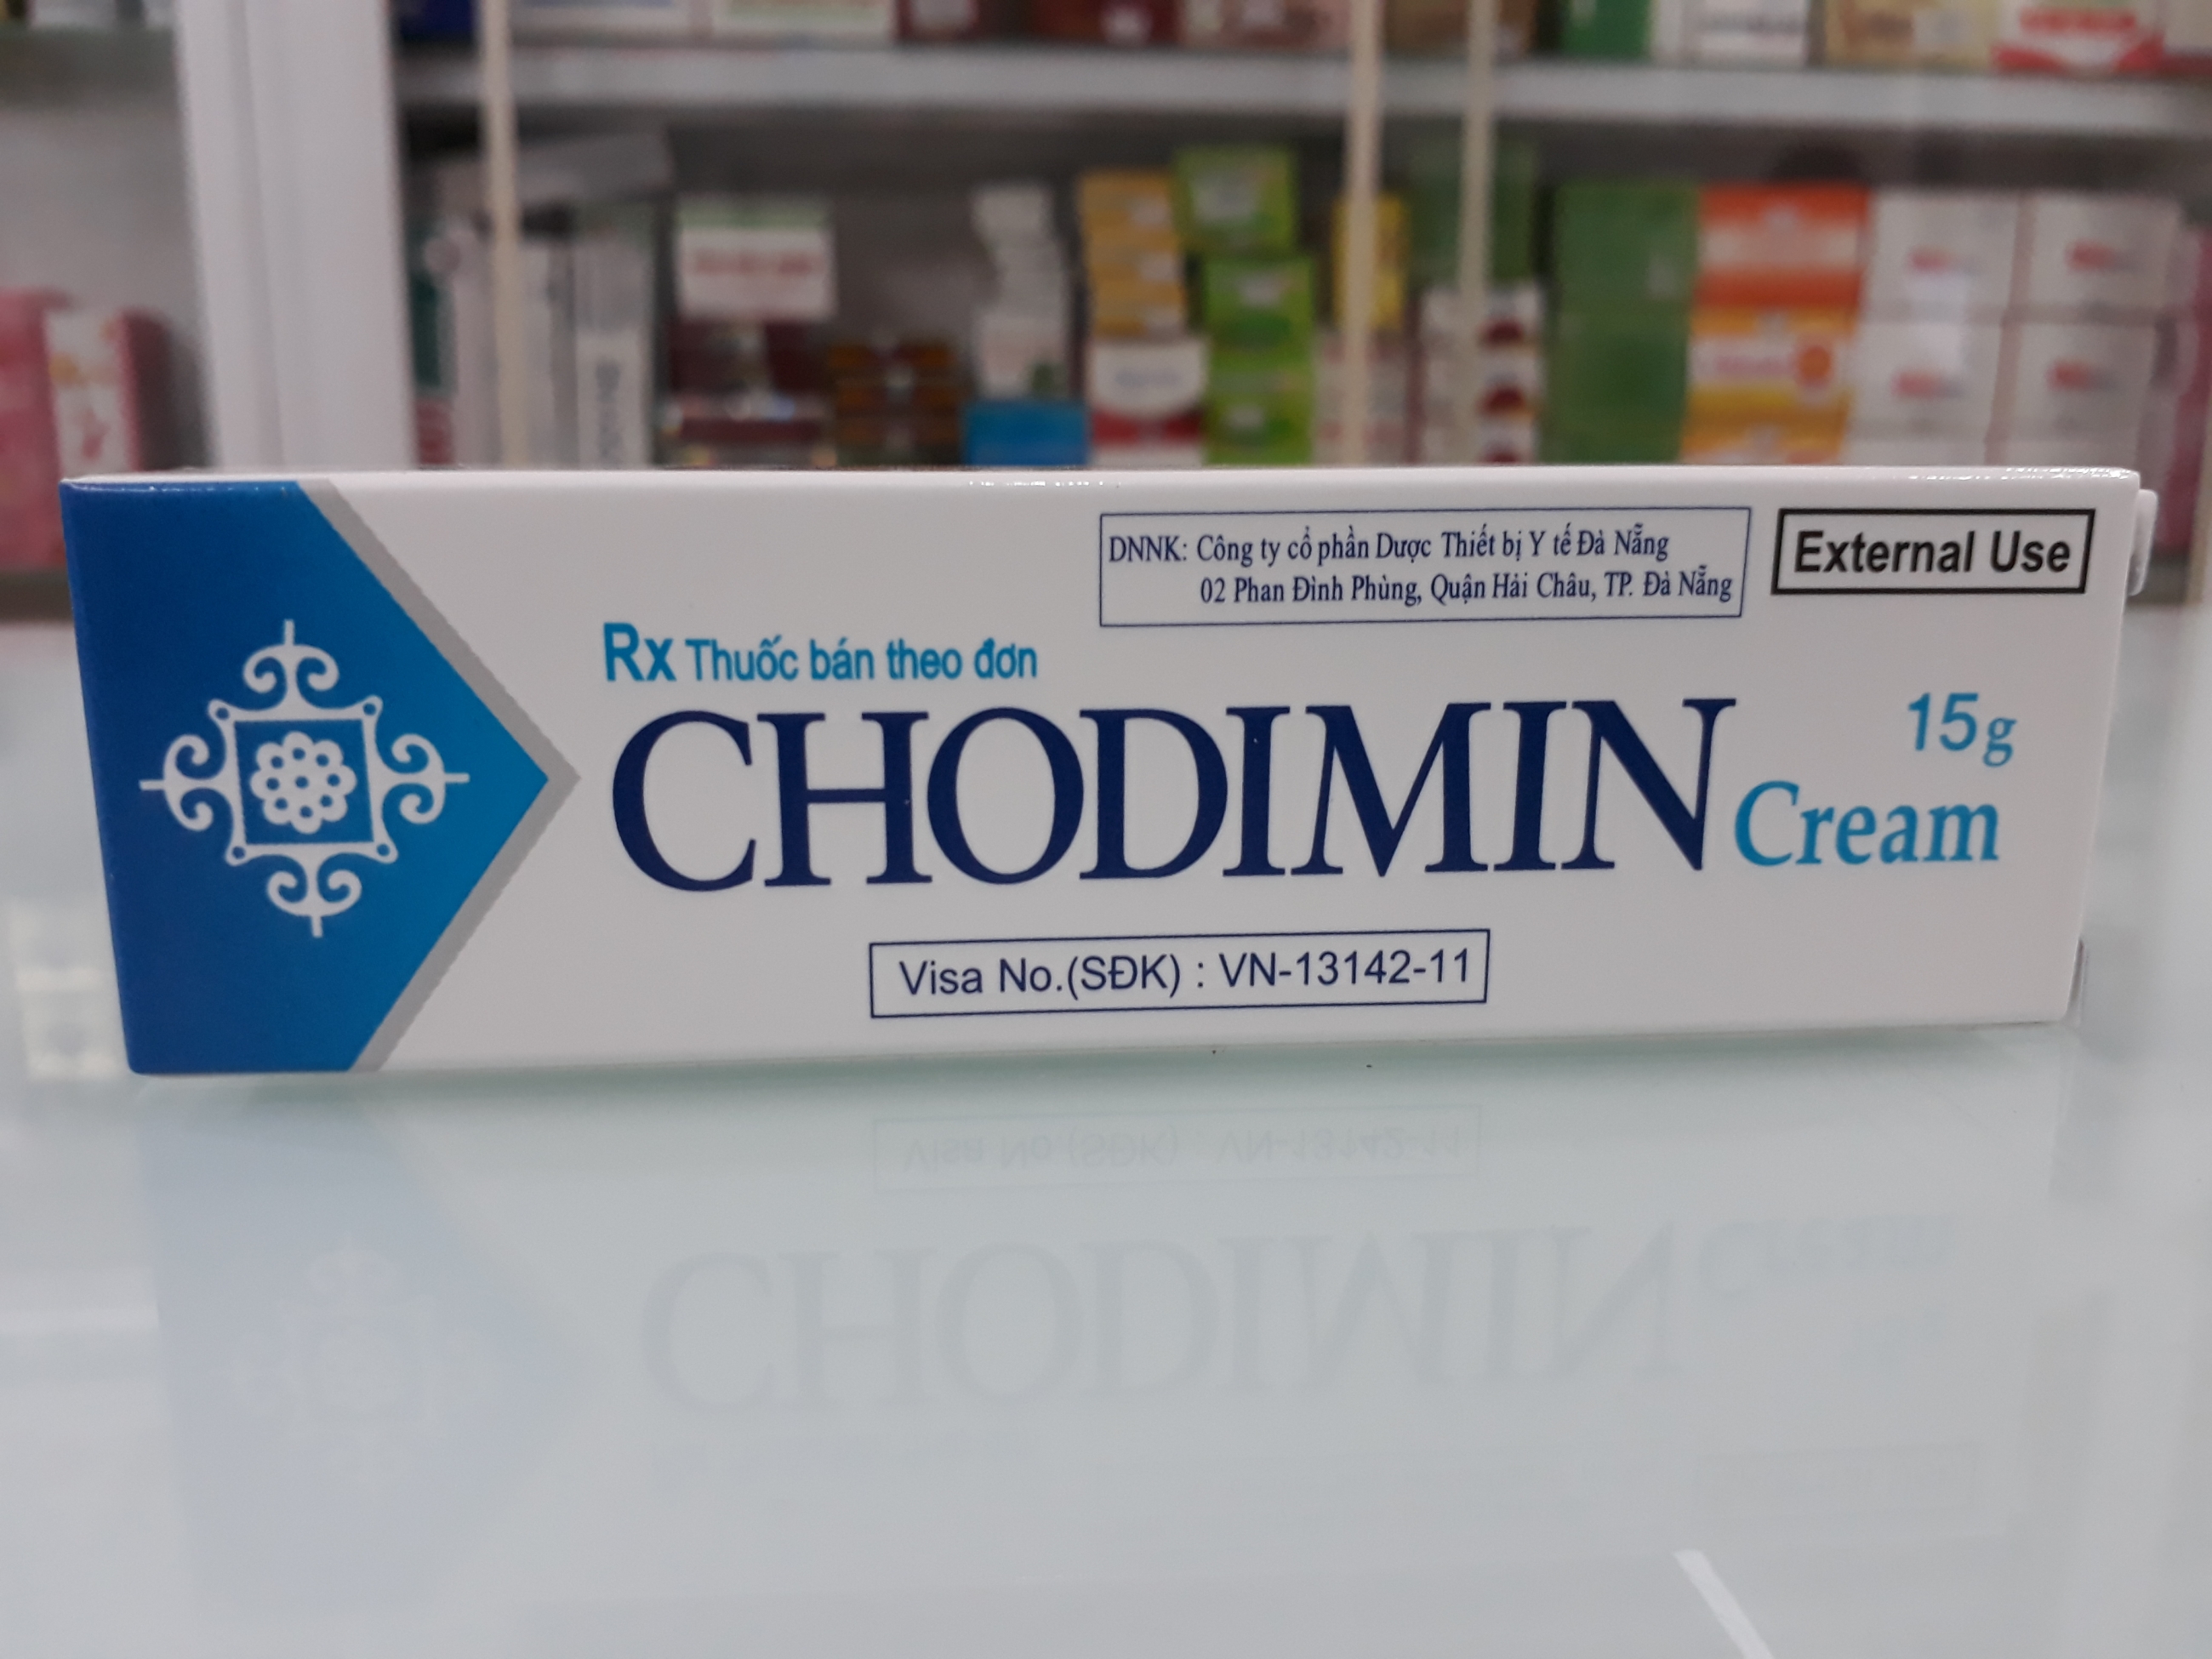 DNNK: Công ty cổ phần Dược Thiết bị Y tế Đà Nẵng
02 Phan Đình Phùng, Quận Hải Châu, TP. Đà Nẵng
External Use
Rx Thuốc bán theo đơn
CHODIMIN Cream
15g
Visa No.(SĐK) : VN-13142-11